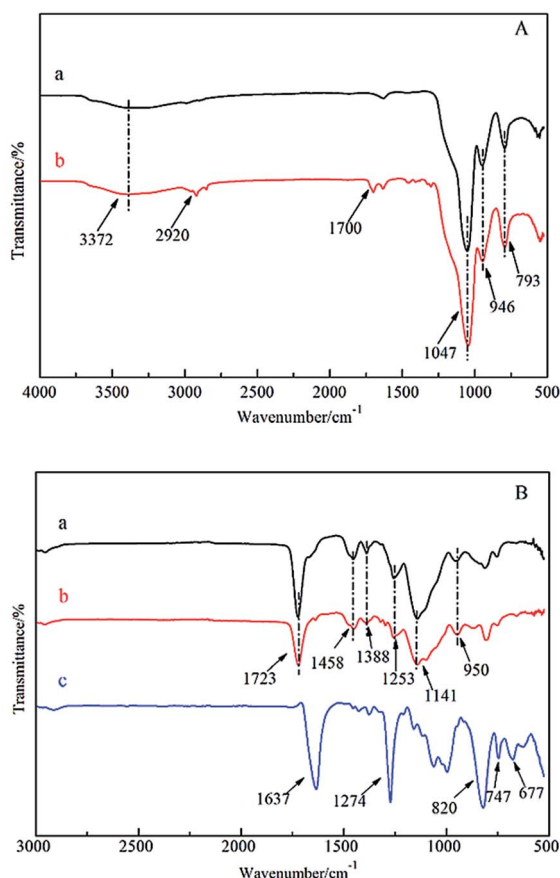 A
a
b
3372
2920
1700
1047
946
793
Transmittance/%
4000 3500 3000 2500 2000 1500 1000 500
Wavenumber/cm-1
B
a
b
c
1723
1458
1388
1253
1141
950
1637
1274
820
747
677
Transmittance/%
3000 2500 2000 1500 1000 500
Wavenumber/cm-1